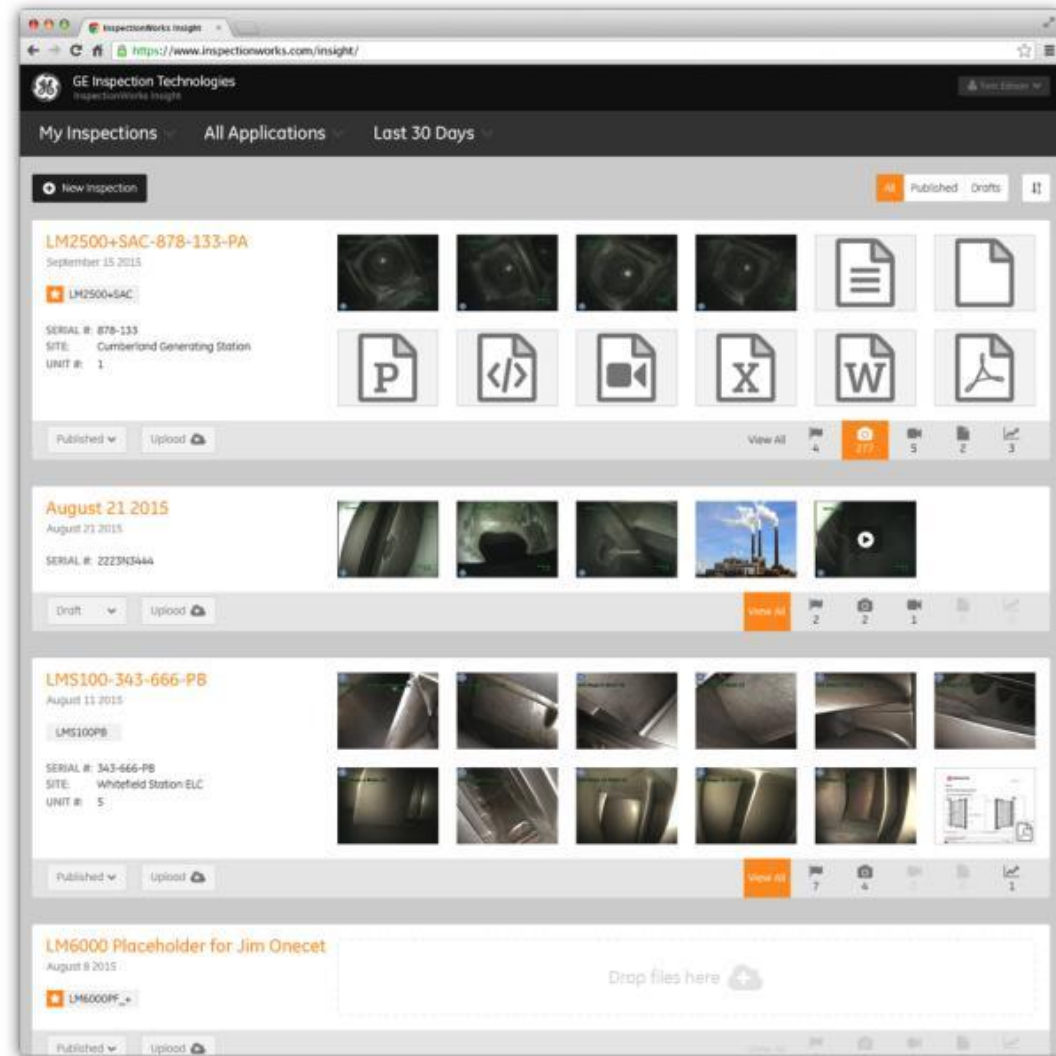 InspectionWorks Insight
https://www.inspectionworks.com/insight/
GE Inspection Technologies
InspectionWorks Insight
Tom Edison
My Inspections
All Applications
Last 30 Days
New Inspection
All
Published
Drafts
LM2500+SAC-878-133-PA
September 15 2015
LM2500+SAC
SERIAL #: 878-133
SITE: Cumberland Generating Station
UNIT #: 1
P
</>
X
W
Published
Upload
View All
4
277
5
2
3
August 21 2015
August 21 2015
SERIAL #: 2223N3444
Draft
Upload
View All
2
2
1
LMS100-343-666-PB
August 11 2015
LMS100PB
SERIAL #: 343-666-PB
SITE: Whitefield Station ELC
UNIT #: 5
Published
Upload
View All
7
4
1
LM6000 Placeholder for Jim Onecet
August 8 2015
LM6000PF_+
Drop files here
Published
Upload
View All